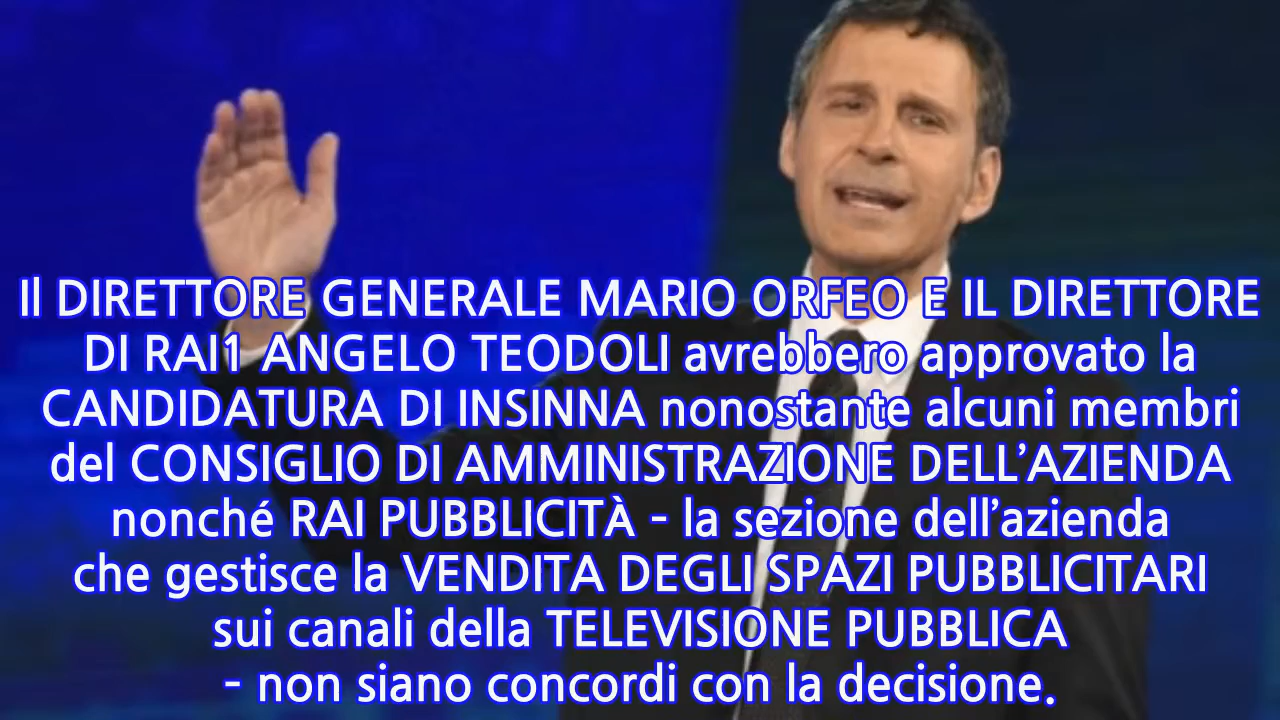 Il DIRETTORE GENERALE MARIO ORFEO E IL DIRETTORE
DI RAI1 ANGELO TEODOLI avrebbero approvato la
CANDIDATURA DI INSINNA nonostante alcuni membri
del CONSIGLIO DI AMMINISTRAZIONE DELL’AZIENDA
nonché RAI PUBBLICITÀ - la sezione dell’azienda
che gestisce la VENDITA DEGLI SPAZI PUBBLICITARI
sui canali della TELEVISIONE PUBBLICA
- non siano concordi con la decisione.